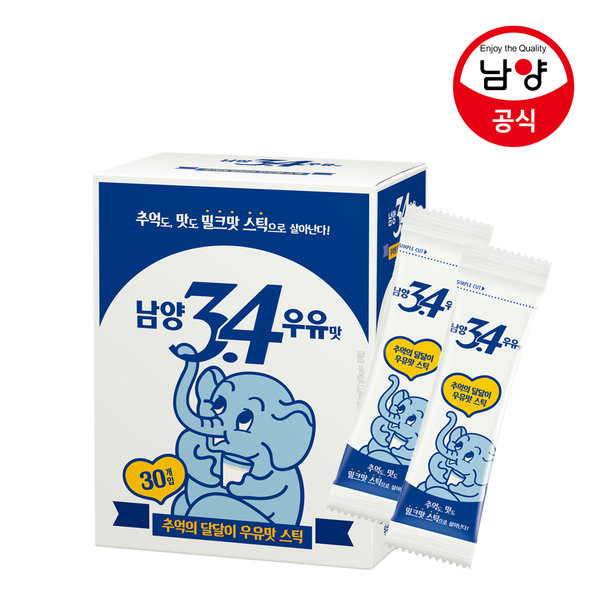 Enjoy the Quality
남양
공식
남양 3.4 우유맛
추억도, 맛도 밀크맛 스틱으로 살아난다!
남양 3.4 우유맛
30개입
추억의 달달이 우유맛 스틱
SIMPLE CUT
남양 3.4
추억의 달달이
우유맛 스틱
추억도, 맛도
밀크맛 스틱으로 살아난다!
SIMPLE CUT
남양 3.4 우유맛
추억의 달달이
우유맛 스틱
추억도, 맛도
밀크맛 스틱으로 살아난다!